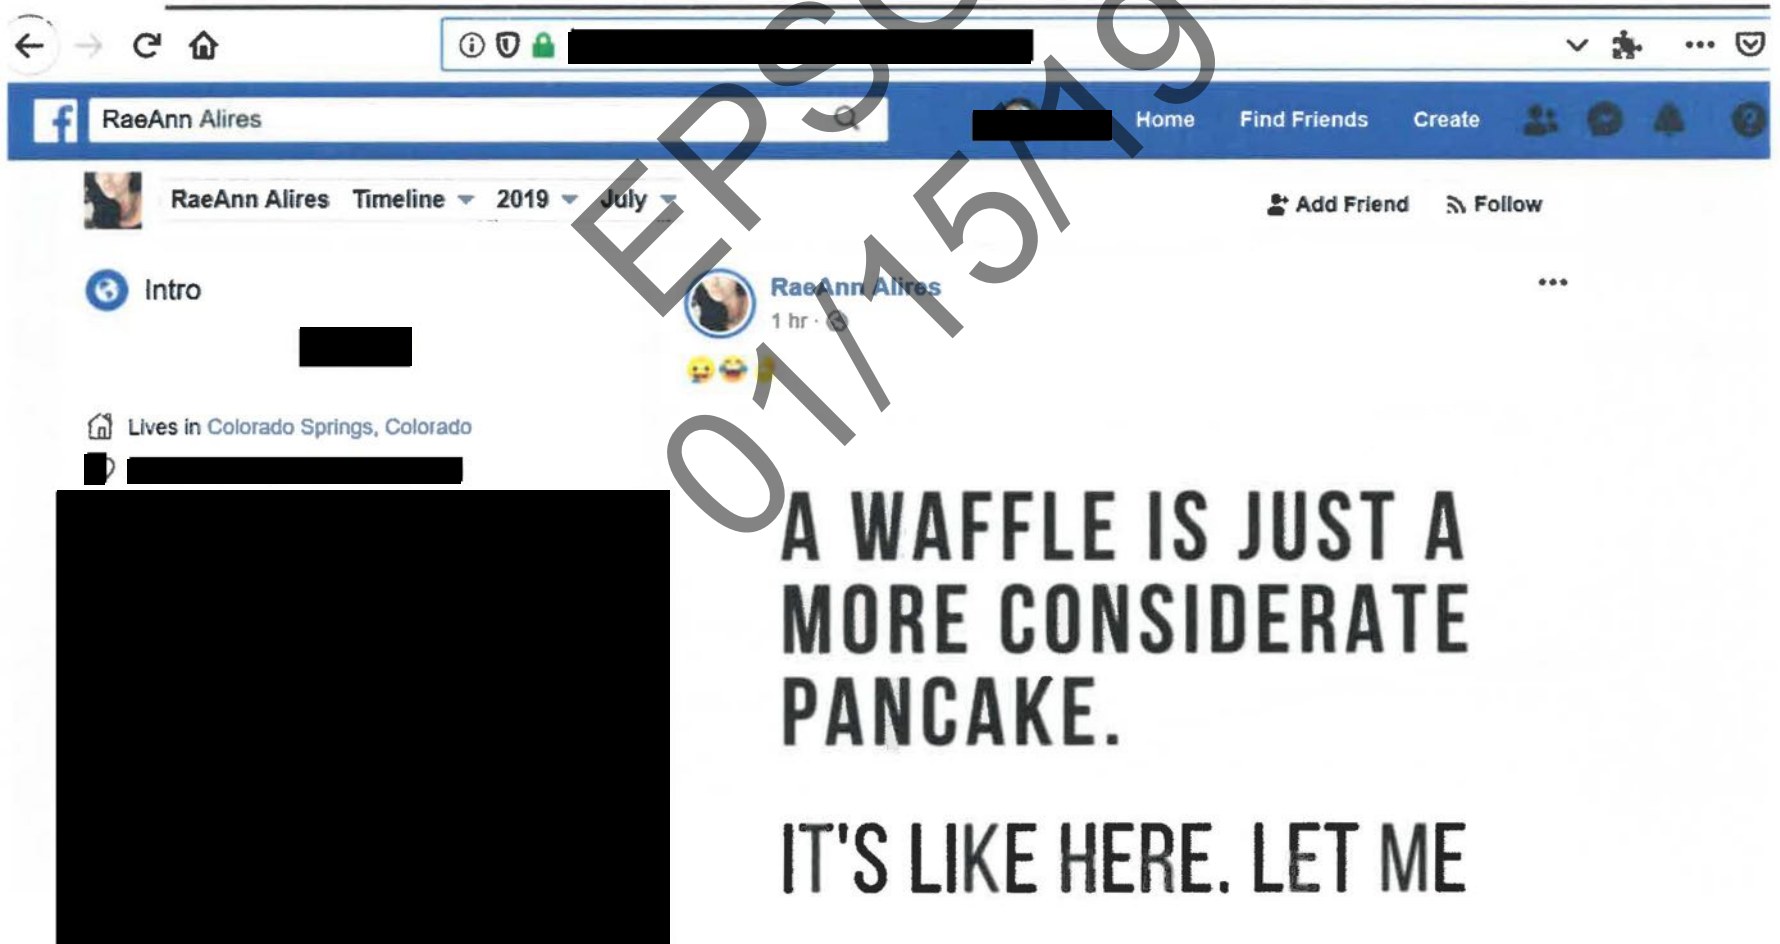 RaeAnn Alires
Home Find Friends Create
RaeAnn Alires Timeline 2019 July
Add Friend Follow
Intro
RaeAnn Alires
1 hr ·
Lives in Colorado Springs, Colorado
A WAFFLE IS JUST A
MORE CONSIDERATE
PANCAKE.
IT'S LIKE HERE. LET ME
EPS
01/15/19